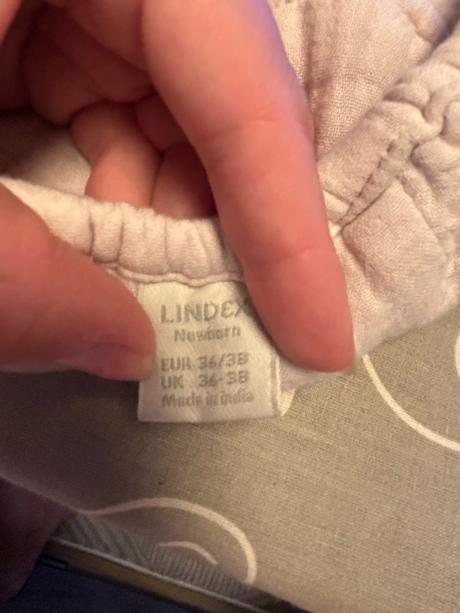 LINDEX
Newborn
EUR 36/38
UK 36-38
Made in India